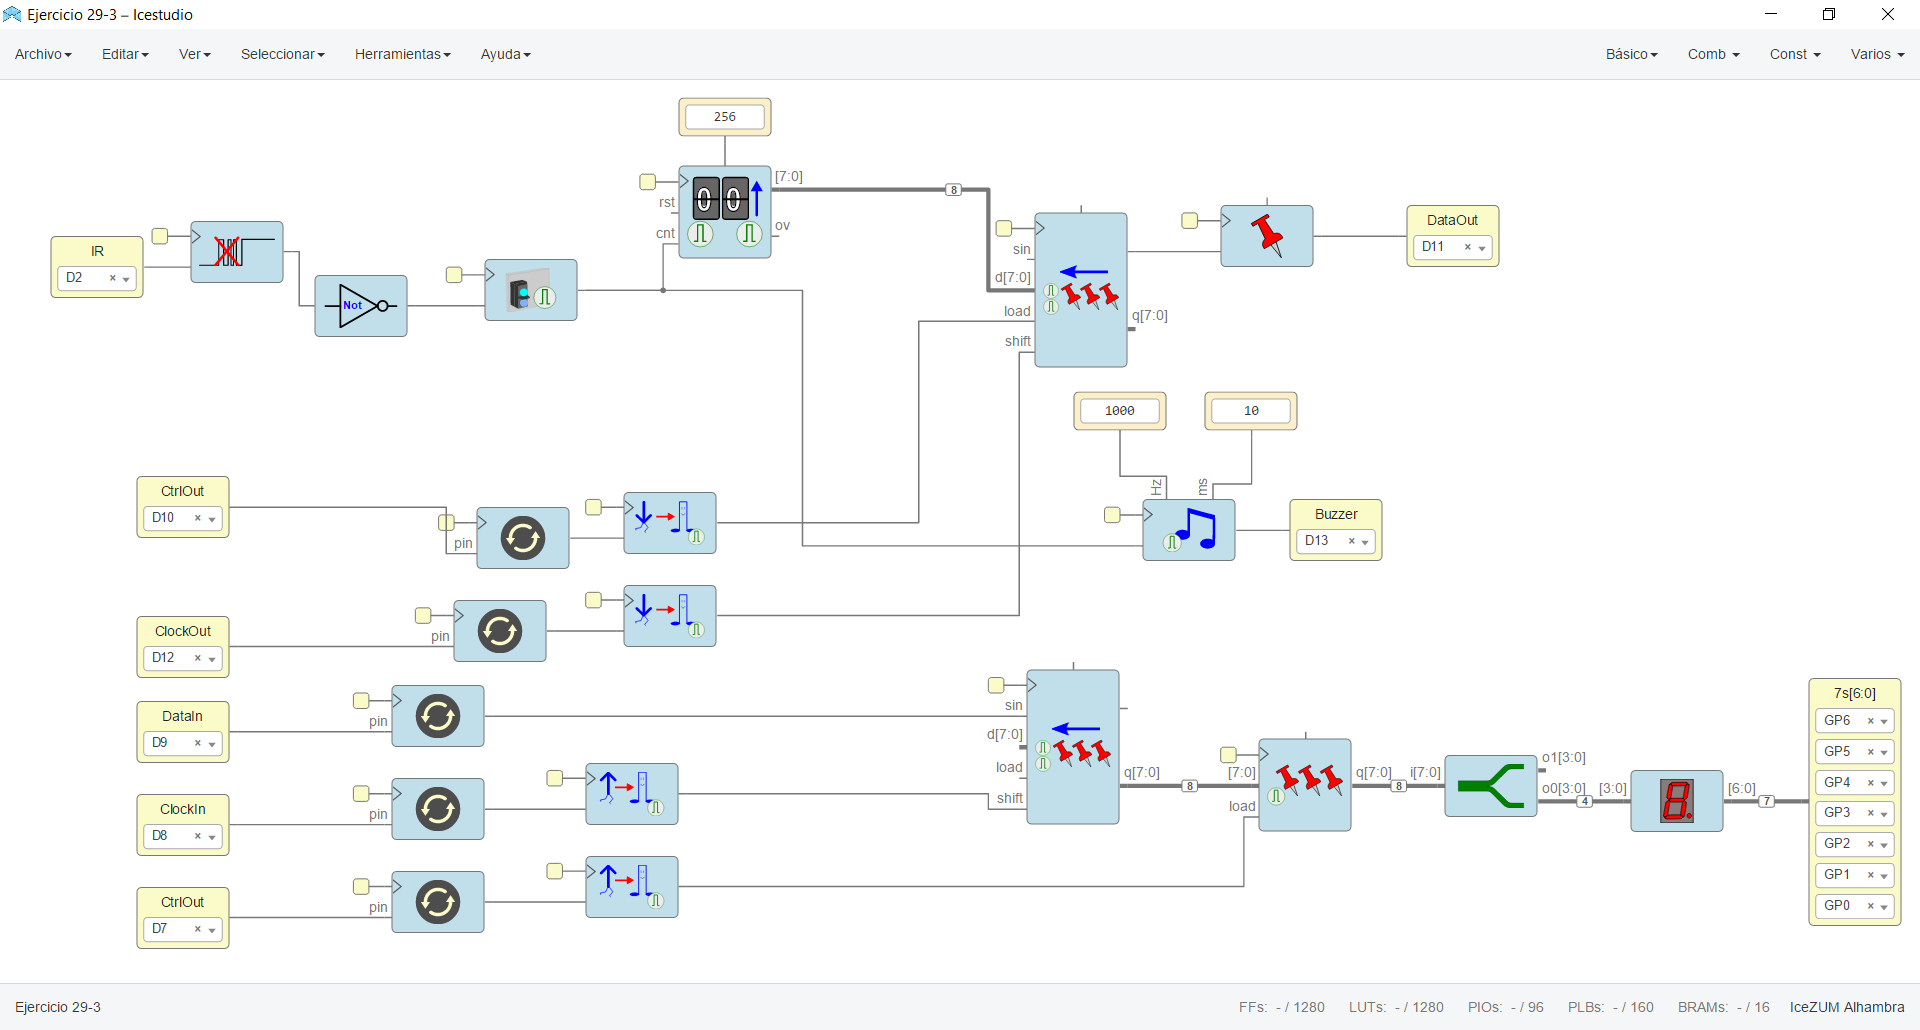 Ejercicio 29-3 – Icestudio
Archivo Editar Ver Seleccionar Herramientas Ayuda Básico Comb Const Varios
256
[7:0]
rst
cnt
ov
8
IR
D2
Not
sin
d[7:0]
load
shift
q[7:0]
DataOut
D11
1000
10
Hz
ms
Buzzer
D13
CtrlOut
D10
pin
ClockOut
D12
pin
DataIn
D9
pin
ClockIn
D8
pin
CtrlOut
D7
pin
sin
d[7:0]
load
shift
q[7:0]
8
[7:0]
load
q[7:0]
8
i[7:0]
o1[3:0]
o0[3:0]
4
[3:0]
[6:0]
7
7s[6:0]
GP6
GP5
GP4
GP3
GP2
GP1
GP0
Ejercicio 29-3 FFs: - / 1280 LUTs: - / 1280 PIOs: - / 96 PLBs: - / 160 BRAMs: - / 16 IceZUM Alhambra